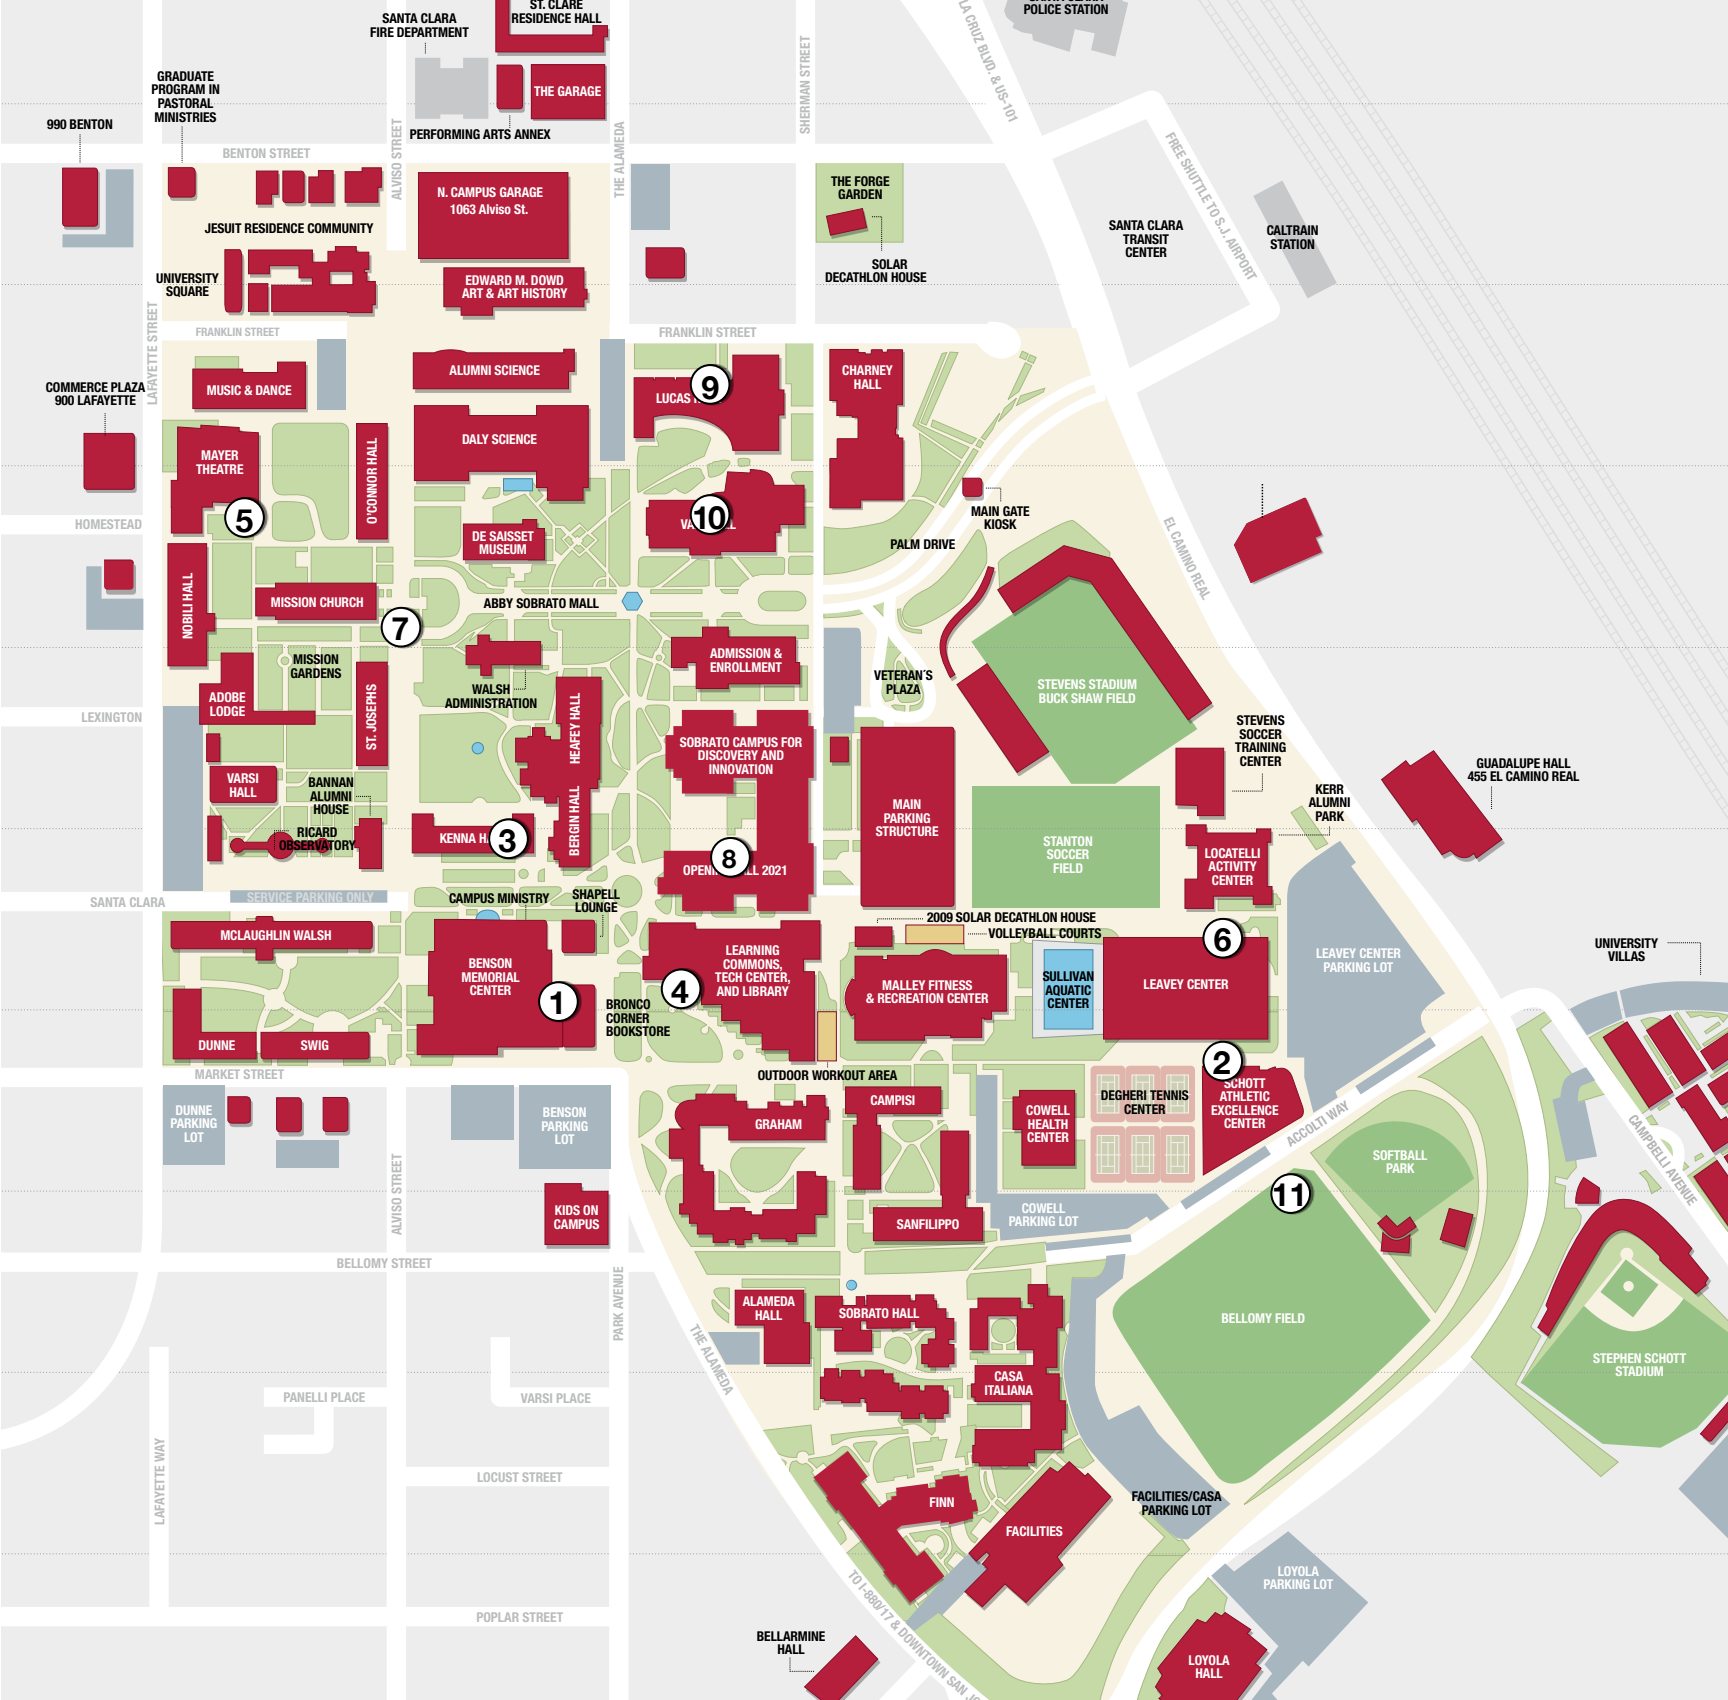 SANTA CLARA
FIRE DEPARTMENT
ST. CLARE
RESIDENCE HALL
POLICE STATION
LA CRUZ BLVD. & US-101
SHERMAN STREET
GRADUATE
PROGRAM IN
PASTORAL
MINISTRIES
THE GARAGE
990 BENTON
PERFORMING ARTS ANNEX
ALVISO STREET
THE ALAMEDA
BENTON STREET
FREE SHUTTLE TO S.J. AIRPORT
N. CAMPUS GARAGE
1063 Alviso St.
THE FORGE
GARDEN
JESUIT RESIDENCE COMMUNITY
SANTA CLARA
TRANSIT
CENTER
CALTRAIN
STATION
SOLAR
DECATHLON HOUSE
UNIVERSITY
SQUARE
EDWARD M. DOWD
ART & ART HISTORY
LAFAYETTE STREET
FRANKLIN STREET
FRANKLIN STREET
ALUMNI SCIENCE
CHARNEY
HALL
COMMERCE PLAZA
900 LAFAYETTE
MUSIC & DANCE
9
LUCAS
DALY SCIENCE
MAYER
THEATRE
O'CONNOR HALL
MAIN GATE
KIOSK
5
10
HOMESTEAD
DE SAISSET
MUSEUM
PALM DRIVE
EL CAMINO REAL
NOBILI HALL
MISSION CHURCH
ABBY SOBRATO MALL
7
MISSION
GARDENS
ADMISSION &
ENROLLMENT
VETERAN'S
PLAZA
STEVENS STADIUM
BUCK SHAW FIELD
WALSH
ADMINISTRATION
ADOBE
LODGE
LEXINGTON
ST. JOSEPHS
HEAFEY HALL
SOBRATO CAMPUS FOR
DISCOVERY AND
INNOVATION
STEVENS
SOCCER
TRAINING
CENTER
VARSI
HALL
BANNAN
ALUMNI
HOUSE
GUADALUPE HALL
455 EL CAMINO REAL
KERR
ALUMNI
PARK
MAIN
PARKING
STRUCTURE
BERGIN HALL
RICARD
OBSERVATORY
KENNA H
3
STANTON
SOCCER
FIELD
8
OPEN
LL 2021
LOCATELLI
ACTIVITY
CENTER
SERVICE PARKING ONLY
SANTA CLARA
CAMPUS MINISTRY
SHAPELL
LOUNGE
2009 SOLAR DECATHLON HOUSE
VOLLEYBALL COURTS
6
MCLAUGHLIN WALSH
UNIVERSITY
VILLAS
LEARNING
COMMONS,
TECH CENTER,
AND LIBRARY
LEAVEY CENTER
PARKING LOT
BENSON
MEMORIAL
CENTER
SULLIVAN
AQUATIC
CENTER
LEAVEY CENTER
MALLEY FITNESS
& RECREATION CENTER
1
4
BRONCO
CORNER
BOOKSTORE
DUNNE
SWIG
2
MARKET STREET
OUTDOOR WORKOUT AREA
SCHOTT
ATHLETIC
EXCELLENCE
CENTER
DEGHERI TENNIS
CENTER
DUNNE
PARKING
LOT
BENSON
PARKING
LOT
CAMPISI
GRAHAM
COWELL
HEALTH
CENTER
ACCOLTI WAY
CAMPBELL AVENUE
SOFTBALL
PARK
ALVISO STREET
11
KIDS ON
CAMPUS
SANFILIPPO
COWELL
PARKING LOT
BELLOMY STREET
PARK AVENUE
ALAMEDA
HALL
SOBRATO HALL
BELLOMY FIELD
THE ALAMEDA
STEPHEN SCHOTT
STADIUM
CASA
ITALIANA
PANELLI PLACE
VARSI PLACE
LAFAYETTE WAY
LOCUST STREET
FINN
FACILITIES/CASA
PARKING LOT
FACILITIES
LOYOLA
PARKING LOT
POPLAR STREET
TO I-880/17 & DOWNTOWN SAN
BELLARMINE
HALL
LOYOLA
HALL